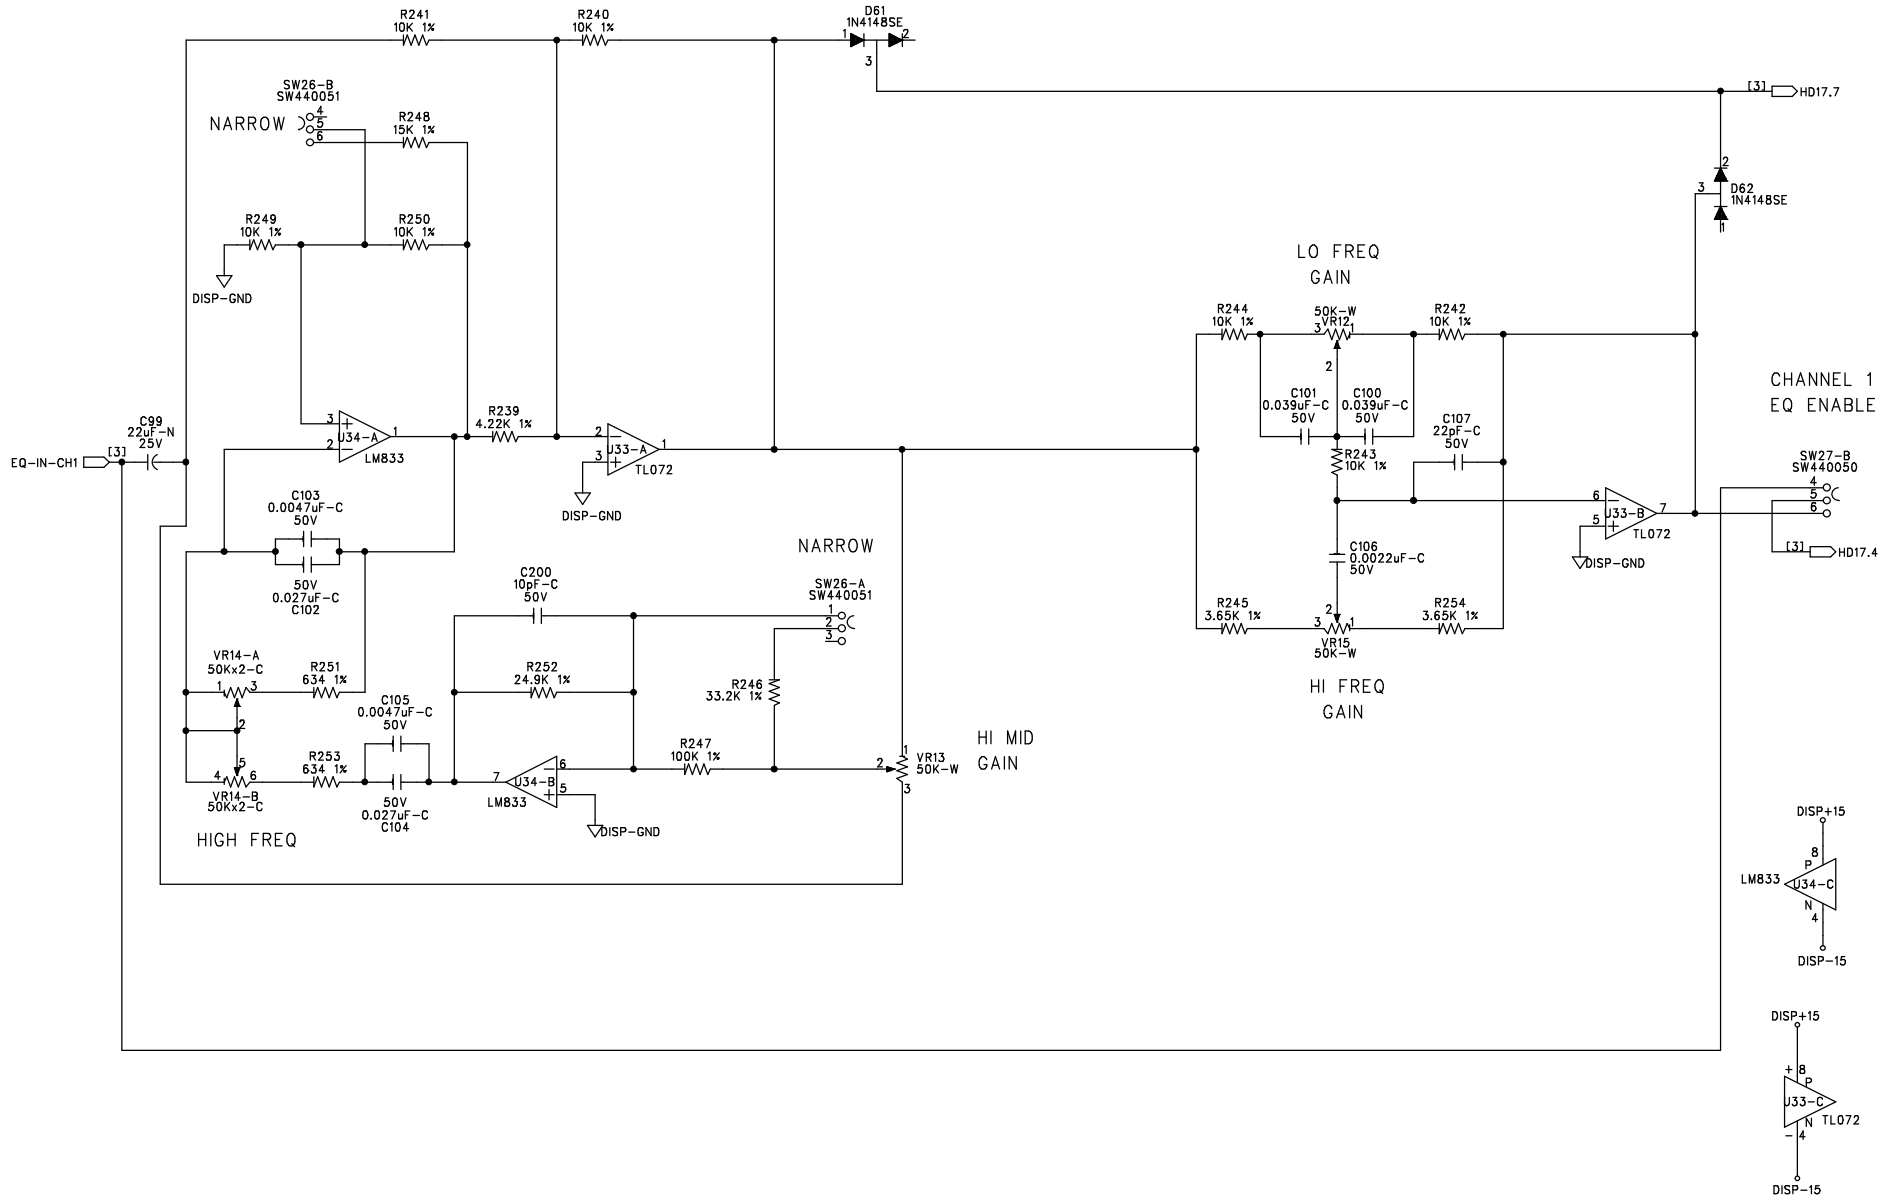 R241
10K 1%
R240
10K 1%
D61
1N4148SE
1
2
3
[3]
HD17.7
SW26-B
SW440051
NARROW
4
5
6
R248
15K 1%
2
3
D62
1N4148SE
1
R249
10K 1%
R250
10K 1%
DISP-GND
LO FREQ
GAIN
R244
10K 1%
50K-W
3 VR12 1
2
R242
10K 1%
C101
0.039uF-C
50V
C100
0.039uF-C
50V
C107
22pF-C
50V
CHANNEL 1
EQ ENABLE
C99
22uF-N
25V
EQ-IN-CH1
[3]
3
+
2
−
U34-A
1
LM833
R239
4.22K 1%
2
−
3
+
U33-A
1
TL072
DISP-GND
R243
10K 1%
SW27-B
SW440050
4
5
6
6
−
5
+
U33-B
7
TL072
DISP-GND
[3]
HD17.4
C103
0.0047uF-C
50V
50V
0.027uF-C
C102
C106
0.0022uF-C
50V
NARROW
C200
10pF-C
50V
SW26-A
SW440051
1
2
3
R245
3.65K 1%
2
3 1
VR15
50K-W
R254
3.65K 1%
HI FREQ
GAIN
VR14-A
50Kx2-C
1 3
2
R251
634 1%
C105
0.0047uF-C
50V
R252
24.9K 1%
R246
33.2K 1%
5
4 6
VR14-B
50Kx2-C
R253
634 1%
50V
0.027uF-C
C104
HIGH FREQ
7
U34-B
LM833
−
6
+
5
DISP-GND
R247
100K 1%
1
2
3
VR13
50K-W
HI MID
GAIN
DISP+15
8
P
LM833
U34-C
N
4
DISP-15
DISP+15
+ 8
P
U33-C
N
TL072
− 4
DISP-15